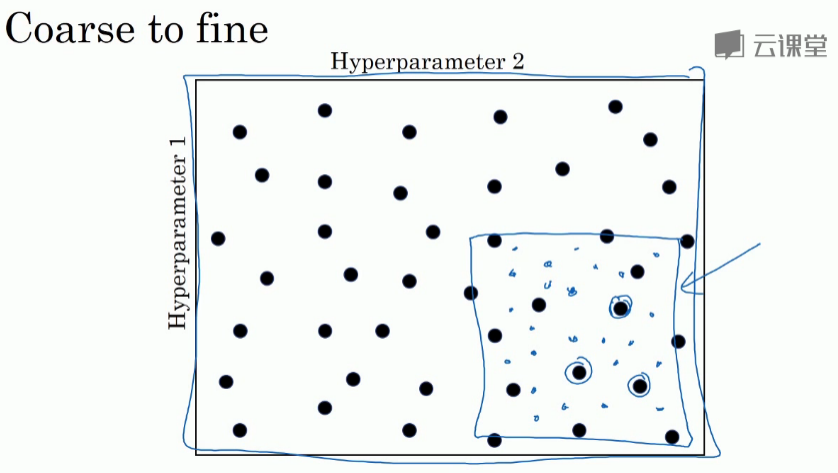 Coarse to fine
云课堂
Hyperparameter 2
Hyperparameter 1